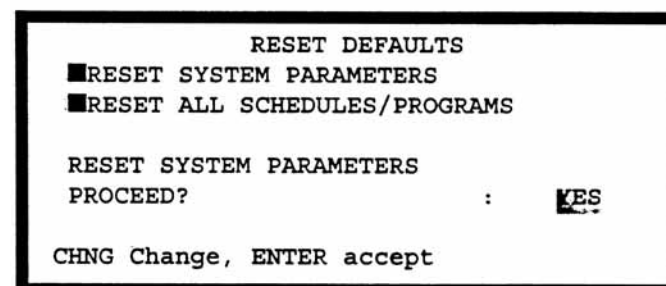 RESET DEFAULTS
■RESET SYSTEM PARAMETERS
■RESET ALL SCHEDULES/PROGRAMS
RESET SYSTEM PARAMETERS
PROCEED? : YES
CHNG Change, ENTER accept